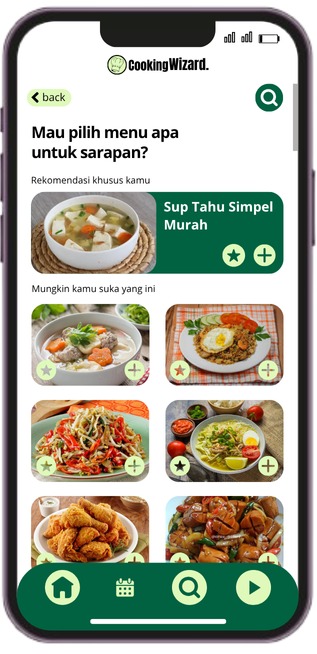 CookingWizard.
back
Mau pilih menu apa
untuk sarapan?
Rekomendasi khusus kamu
Sup Tahu Simpel
Murah
Mungkin kamu suka yang ini